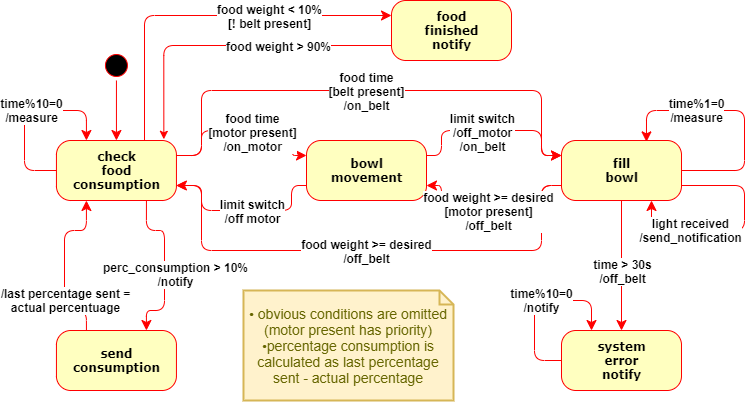 food weight < 10%
[! belt present]
food
finished
notify
food weight > 90%
food time
[belt present]
/on_belt
time%10=0
/measure
food time
[motor present]
/on_motor
limit switch
/off_motor
/on_belt
time%1=0
/measure
check
food
consumption
bowl
movement
fill
bowl
limit switch
/off motor
food weight >= desired
[motor present]
/off_belt
light received
/send_notification
food weight >= desired
/off_belt
perc_consumption > 10%
/notify
time > 30s
/off_belt
/last percentage sent =
actual percentuage
time%10=0
/notify
• obvious conditions are omitted
(motor present has priority)
•percentage consumption is
calculated as last percentage
sent - actual percentage
send
consumption
system
error
notify